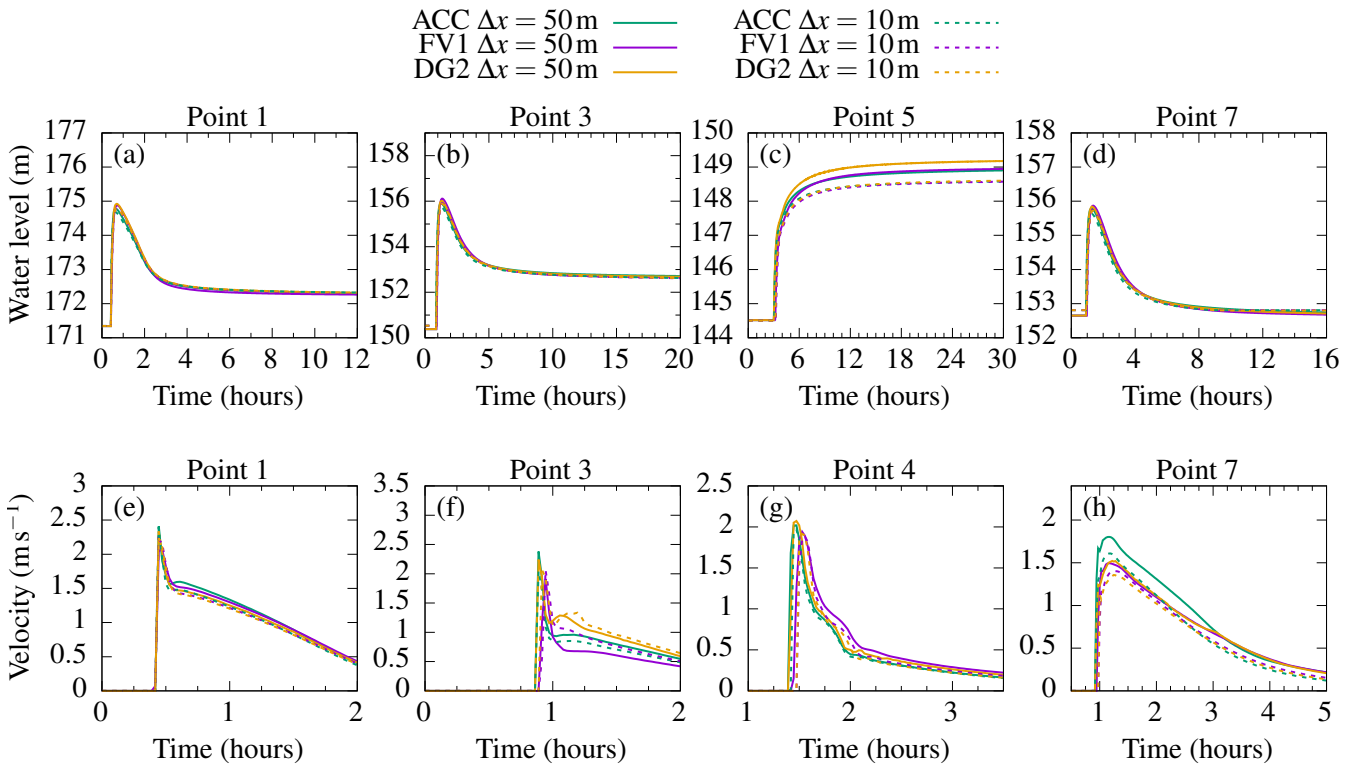 ACC Δx = 50 m ACC Δx = 10 m
FV1 Δx = 50 m FV1 Δx = 10 m
DG2 Δx = 50 m DG2 Δx = 10 m
Point 1
(a)
Water level (m)
177
176
175
174
173
172
171
0 2 4 6 8 10 12
Time (hours)
Point 3
(b)
158
156
154
152
150
0 5 10 15 20
Time (hours)
Point 5
(c)
150
149
148
147
146
145
144
0 6 12 18 24 30
Time (hours)
Point 7
(d)
158
157
156
155
154
153
152
0 4 8 12 16
Time (hours)
Point 1
(e)
Velocity (m s⁻¹)
3
2.5
2
1.5
1
0.5
0
0 1 2
Time (hours)
Point 3
(f)
3.5
3
2.5
2
1.5
1
0.5
0
0 1 2
Time (hours)
Point 4
(g)
2.5
2
1.5
1
0.5
0
1 2 3
Time (hours)
Point 7
(h)
2
1.5
1
0.5
0
1 2 3 4 5
Time (hours)